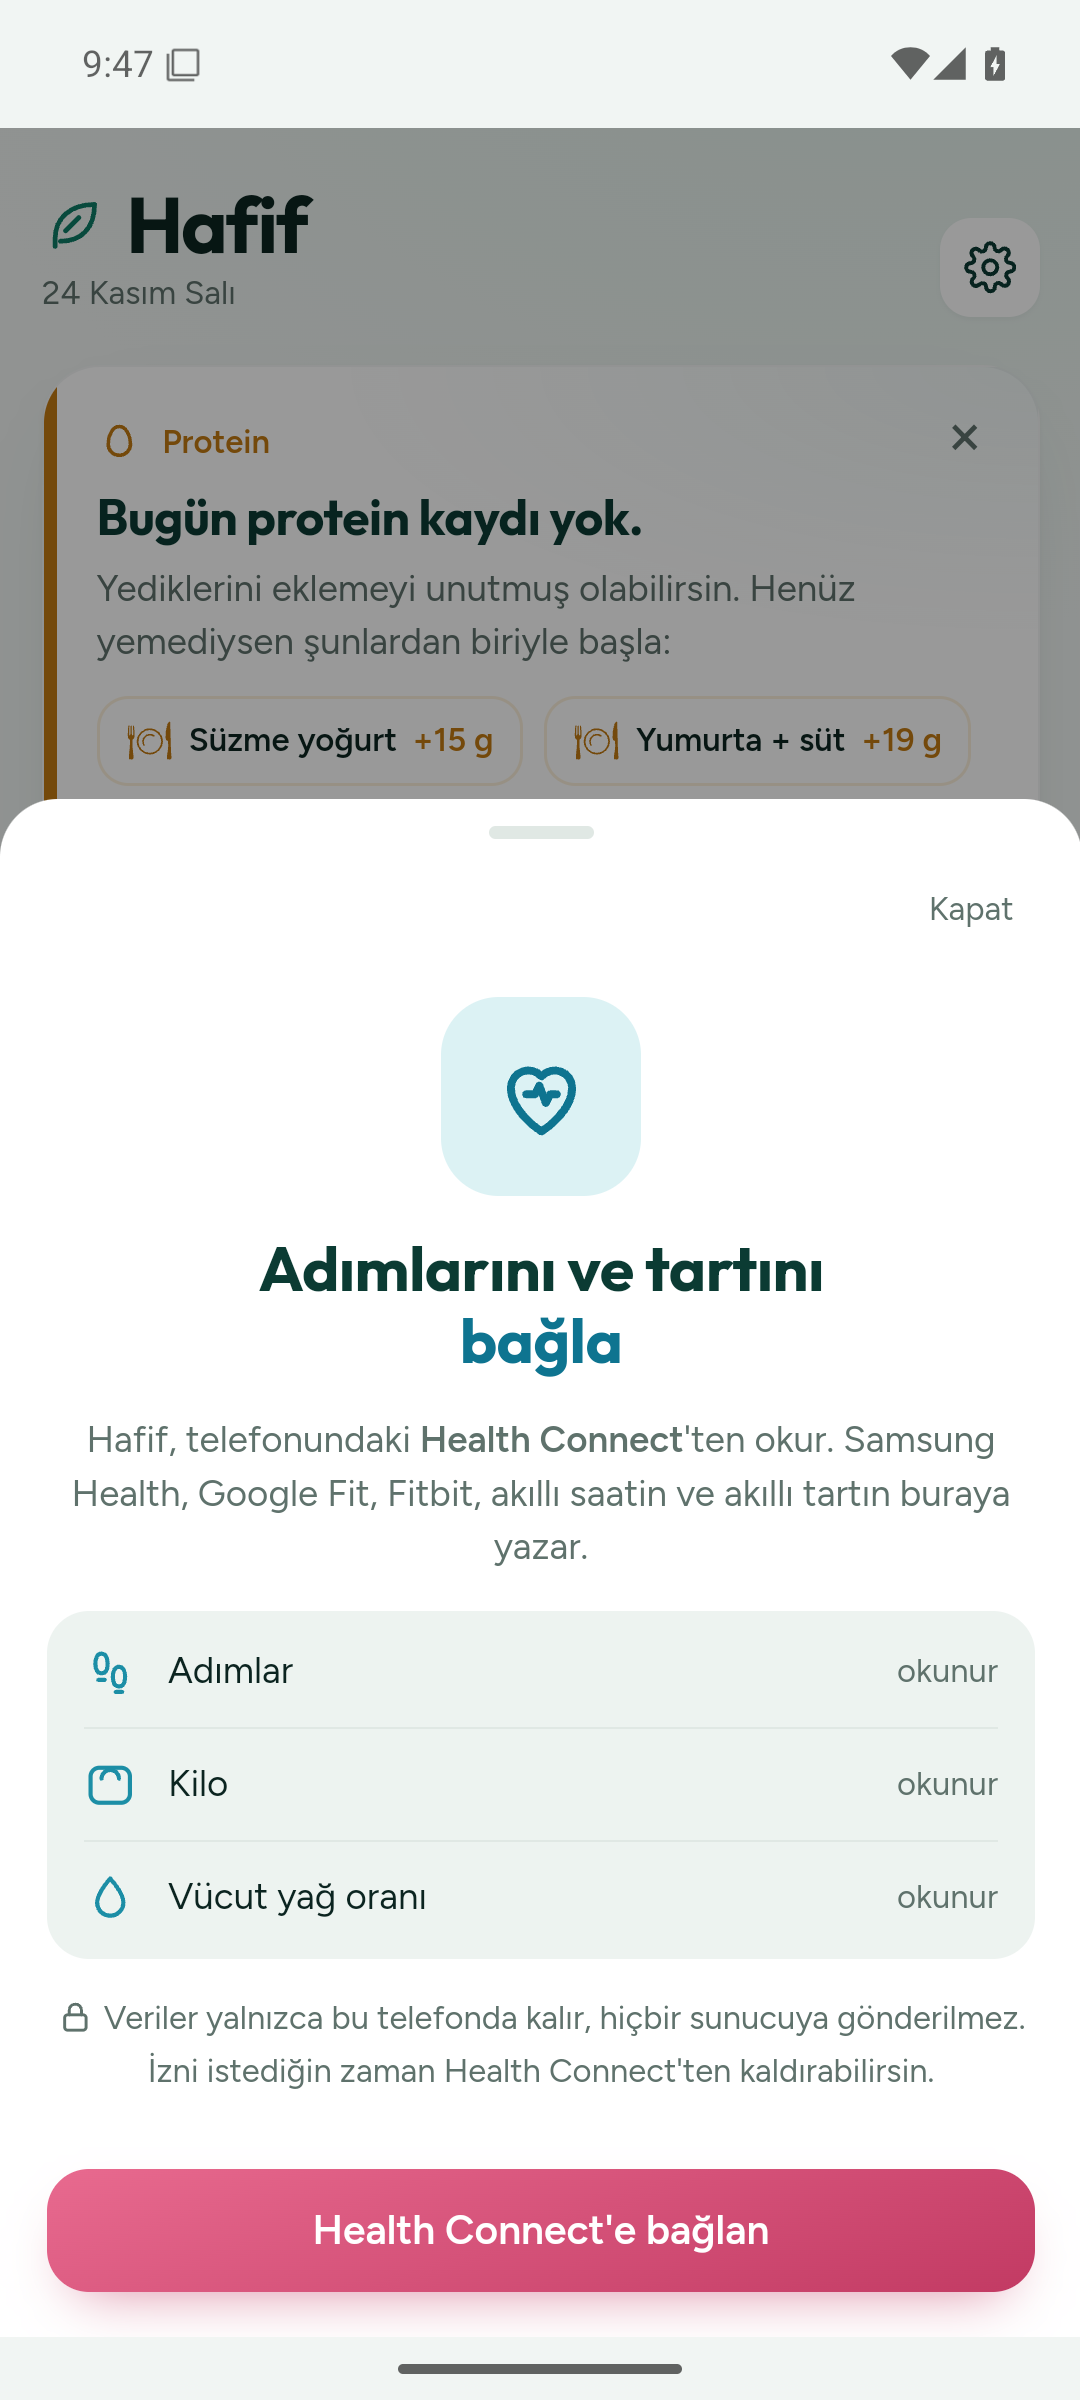 9:47
Hafif
24 Kasım Salı
Protein
Bugün protein kaydı yok.
Yediklerini eklemeyi unutmuş olabilirsin. Henüz
yemediysen şunlardan biriyle başla:
Süzme yoğurt +15 g
Yumurta + süt +19 g
Kapat
Adımlarını ve tartını
bağla
Hafif, telefonundaki Health Connect'ten okur. Samsung
Health, Google Fit, Fitbit, akıllı saatin ve akıllı tartın buraya
yazar.
Adımlar okunur
Kilo okunur
Vücut yağ oranı okunur
Veriler yalnızca bu telefonda kalır, hiçbir sunucuya gönderilmez.
İzni istediğin zaman Health Connect'ten kaldırabilirsin.
Health Connect'e bağlan